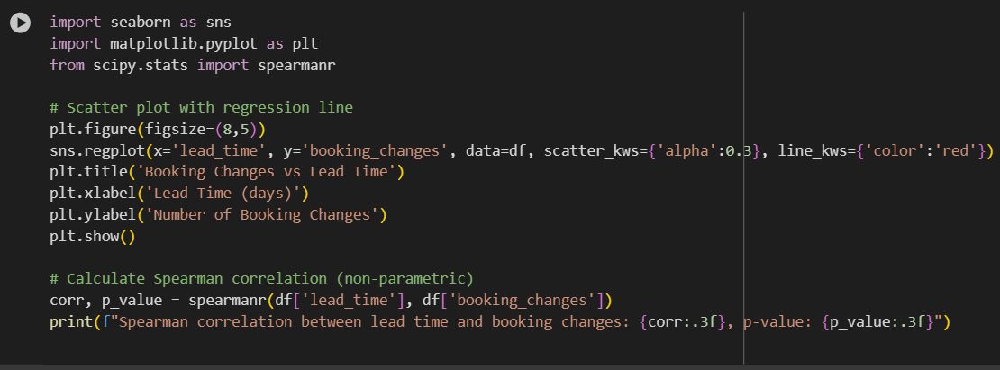 import seaborn as sns
import matplotlib.pyplot as plt
from scipy.stats import spearmanr
# Scatter plot with regression line
plt.figure(figsize=(8,5))
sns.regplot(x='lead_time', y='booking_changes', data=df, scatter_kws={'alpha':0.3}, line_kws={'color':'red'})
plt.title('Booking Changes vs Lead Time')
plt.xlabel('Lead Time (days)')
plt.ylabel('Number of Booking Changes')
plt.show()
# Calculate Spearman correlation (non-parametric)
corr, p_value = spearmanr(df['lead_time'], df['booking_changes'])
print(f"Spearman correlation between lead time and booking changes: {corr:.3f}, p-value: {p_value:.3f}")